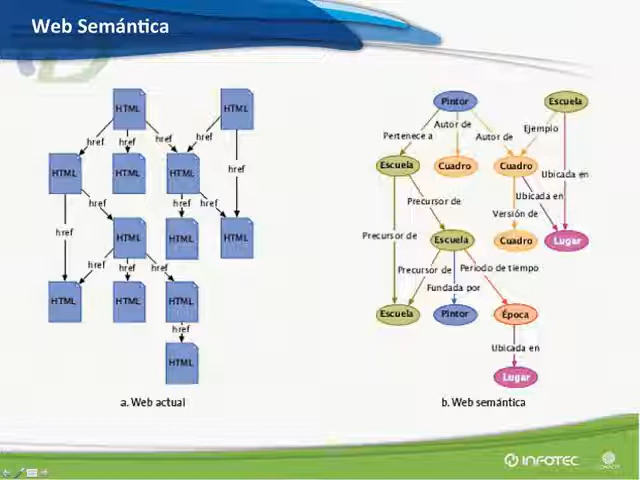 Web Semántica
HTML
HTML
href
href
href
href
HTML
HTML
HTML
href
href
href
href
href
HTML
HTML
HTML
href
href
href
HTML
HTML
HTML
href
HTML
a. Web actual
Pintor
Escuela
Pertenece a
Autor de
Autor de
Ejemplo
Escuela
Cuadro
Cuadro
Ubicada en
Precursor de
Ubicada en
Versión de
Precursor de
Escuela
Cuadro
Lugar
Precursor de
Periodo de tiempo
Fundada por
Escuela
Pintor
Época
Ubicada en
Lugar
b. Web semántica
INFOTEC